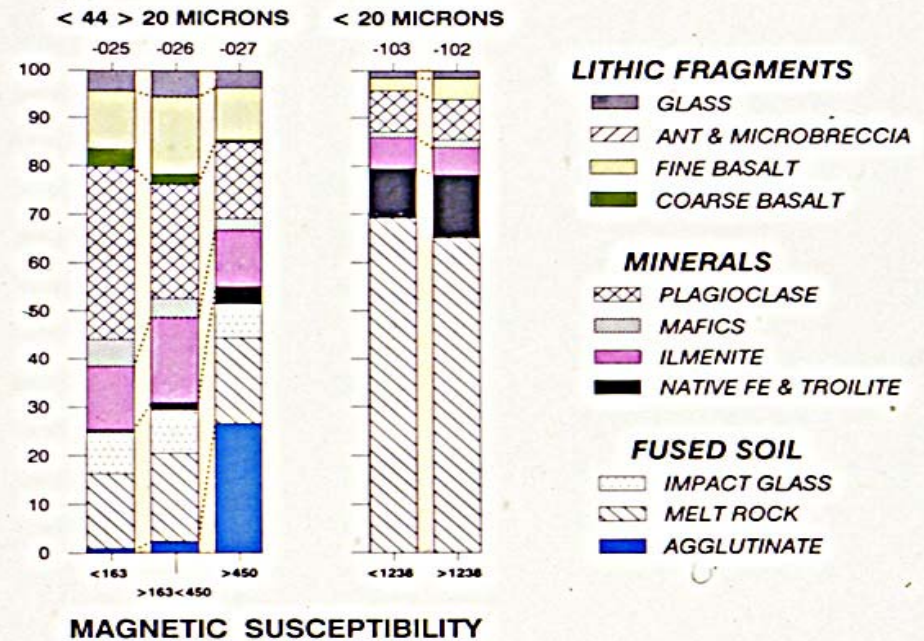 < 44 > 20 MICRONS
< 20 MICRONS
-025 -026 -027
-103 -102
100
90
80
70
60
-50
40
30
20
10
0
<163 >163<450 >450
<1238 >1238
MAGNETIC SUSCEPTIBILITY
LITHIC FRAGMENTS
GLASS
ANT & MICROBRECCIA
FINE BASALT
COARSE BASALT
MINERALS
PLAGIOCLASE
MAFICS
ILMENITE
NATIVE FE & TROILITE
FUSED SOIL
IMPACT GLASS
MELT ROCK
AGGLUTINATE